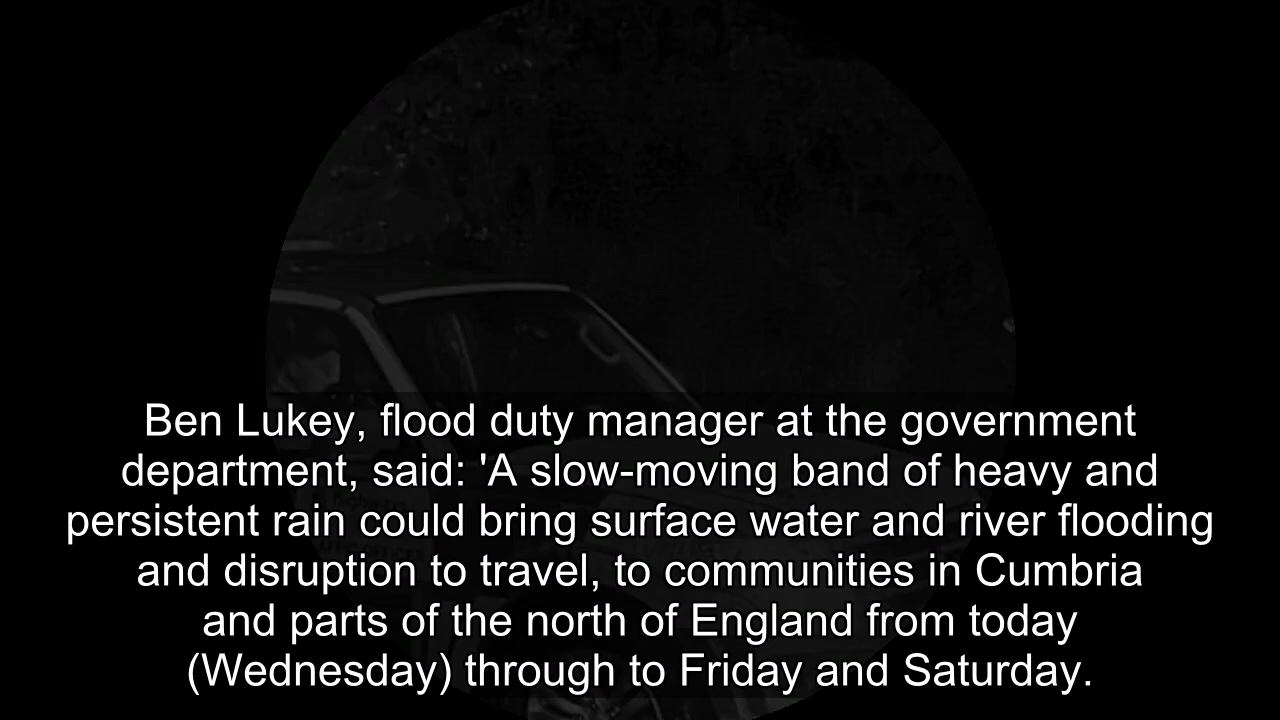 Ben Lukey, flood duty manager at the government
department, said: 'A slow-moving band of heavy and
persistent rain could bring surface water and river flooding
and disruption to travel, to communities in Cumbria
and parts of the north of England from today
(Wednesday) through to Friday and Saturday.